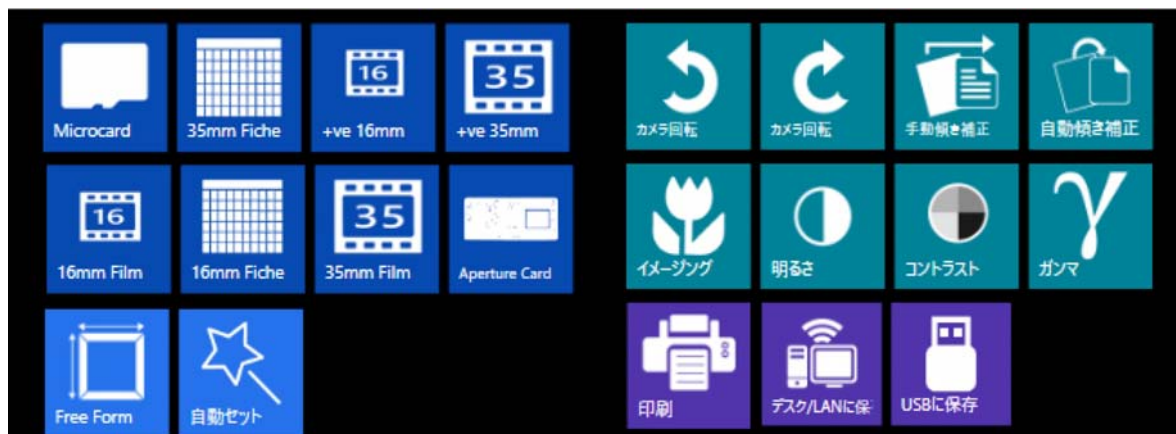 Microcard
35mm Fiche
16
+ve 16mm
35
+ve 35mm
カメラ回転
カメラ回転
手動傾き補正
自動傾き補正
16
16mm Film
16mm Fiche
35
35mm Film
Aperture Card
イメージング
明るさ
コントラスト
γ
ガンマ
Free Form
自動セット
印刷
デスク/LANに保
USBに保存